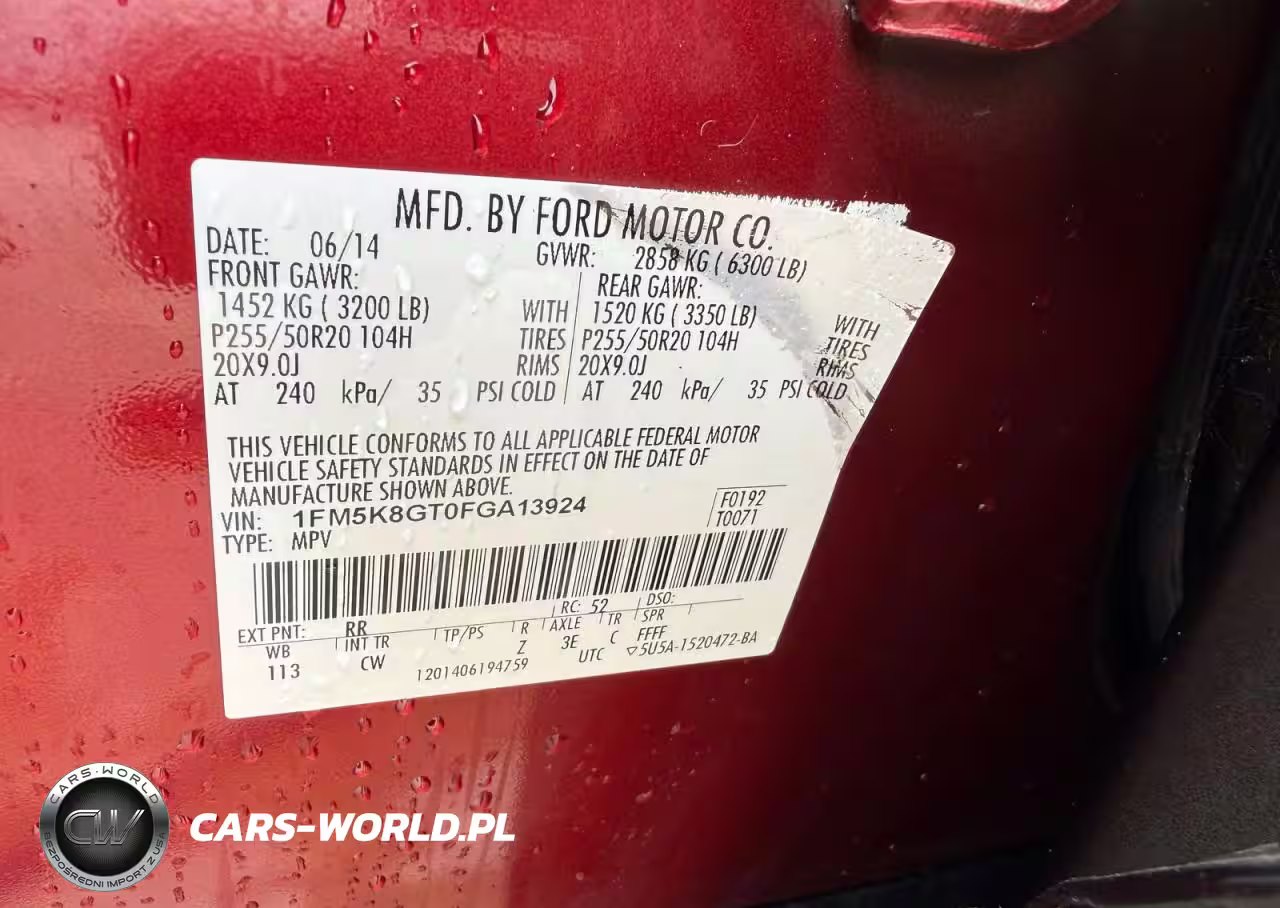 MFD. BY FORD MOTOR CO.
DATE: 06/14 GVWR: 2858 KG ( 6300 LB)
FRONT GAWR: REAR GAWR:
1452 KG ( 3200 LB) WITH 1520 KG ( 3350 LB) WITH
P255/50R20 104H TIRES P255/50R20 104H TIRES
20X9.0J RIMS 20X9.0J RIMS
AT 240 kPa/ 35 PSI COLD AT 240 kPa/ 35 PSI COLD
THIS VEHICLE CONFORMS TO ALL APPLICABLE FEDERAL MOTOR
VEHICLE SAFETY STANDARDS IN EFFECT ON THE DATE OF
MANUFACTURE SHOWN ABOVE.
VIN: 1FM5K8GT0FGA13924 F0192
TYPE: MPV T0071
EXT PNT: RR RC: 52 DSO:
WB INT TR TP/PS R AXLE TR SPR
113 CW Z 3E C FFFF
1201406194759 UTC ▽5U5A-1520472-BA
CARS-WORLD
CW
BEZPOŚREDNI IMPORT Z USA
CARS-WORLD.PL